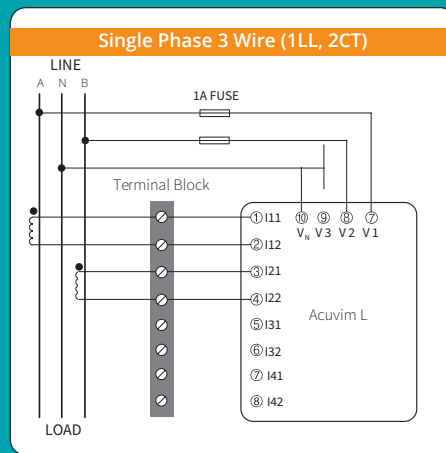 Single Phase 3 Wire (1LL, 2CT)
LINE
A N B
1A FUSE
Terminal Block
① I11
② I12
③ I21
④ I22
⑤ I31
⑥ I32
⑦ I41
⑧ I42
⑩ ⑨ ⑧ ⑦
VN V3 V2 V1
Acuvim L
LOAD